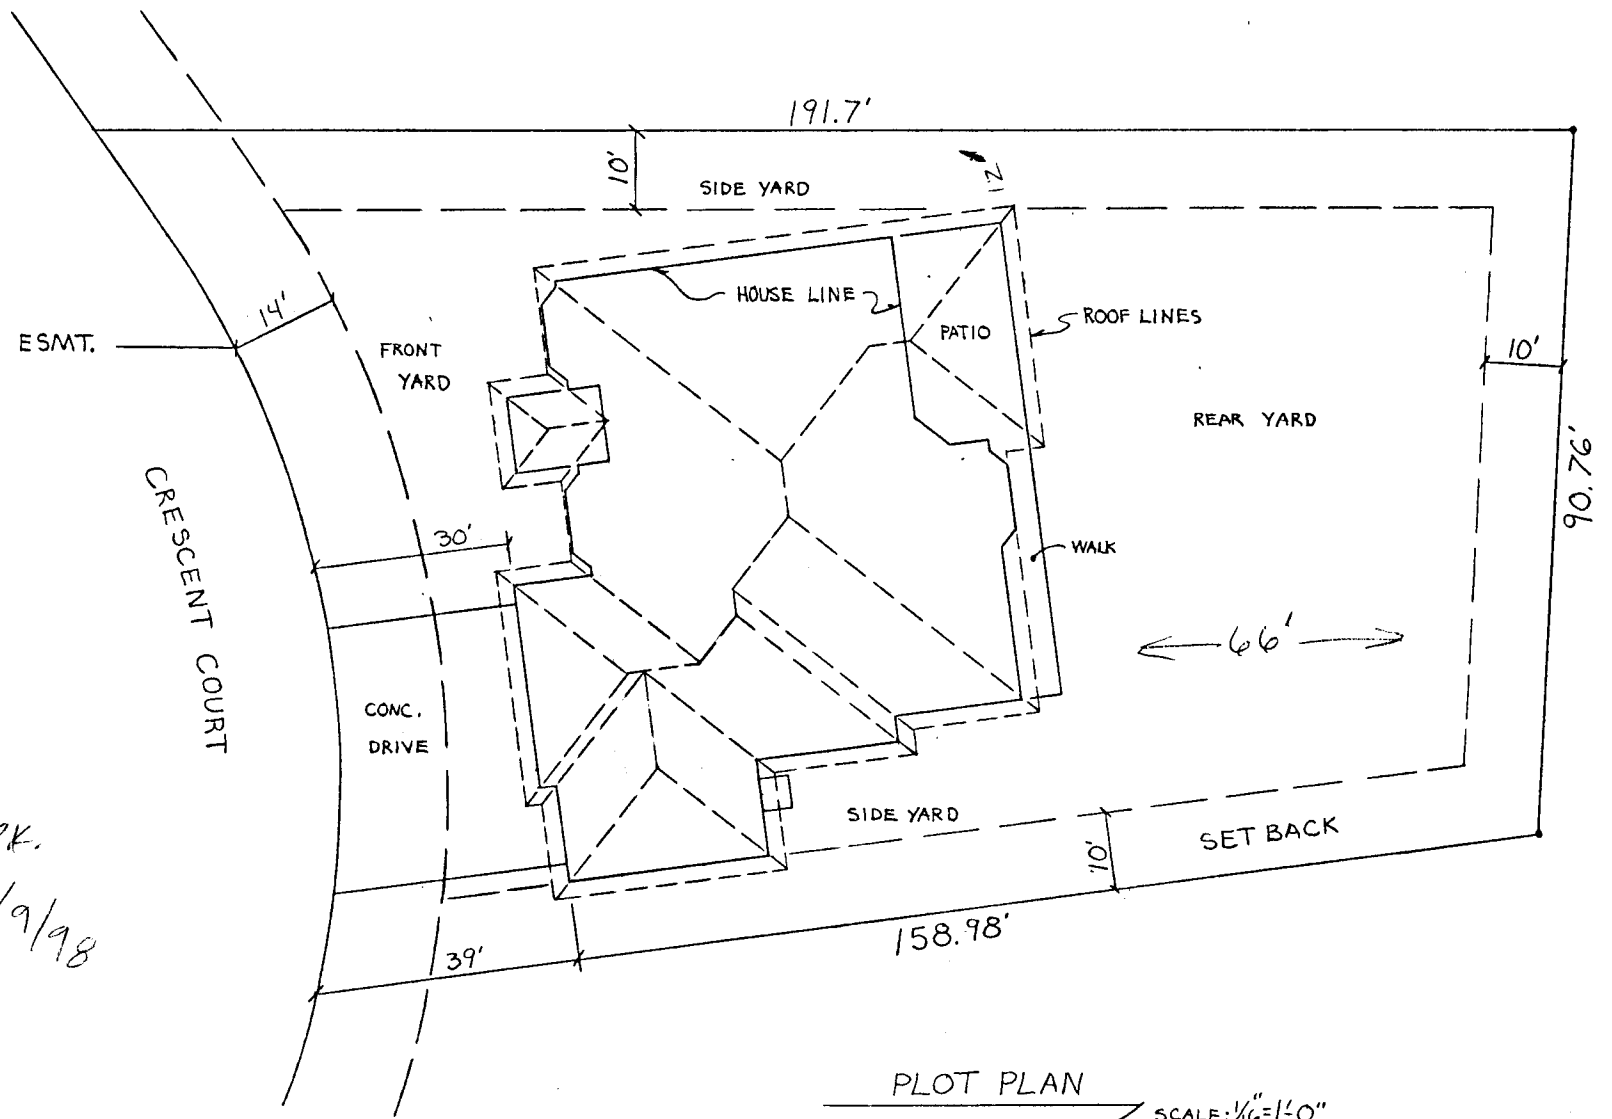 191.7'
10'
SIDE YARD
N
14'
ESMT.
FRONT
YARD
HOUSE LINE
PATIO
ROOF LINES
10'
REAR YARD
90.76'
CRESCENT COURT
30'
WALK
66'
CONC.
DRIVE
SIDE YARD
SET BACK
10'
9/98
39'
158.98'
PLOT PLAN
SCALE: 1/16"=1'-0"